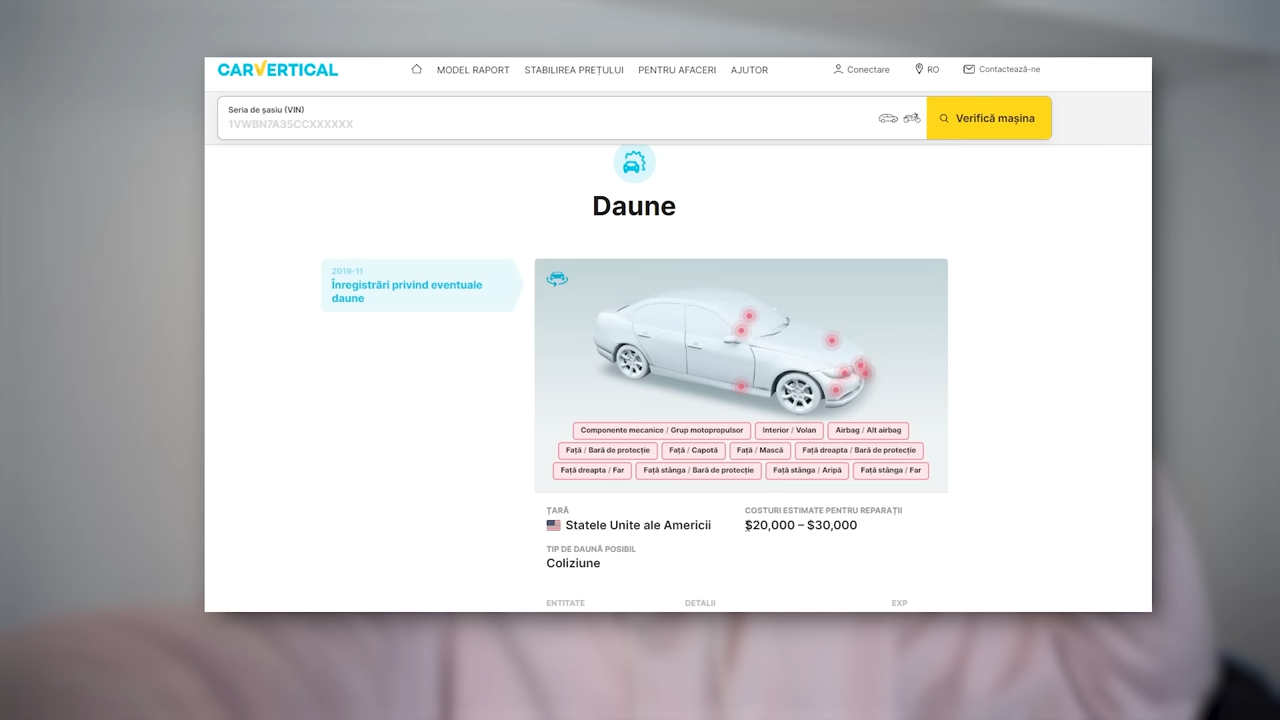 CARVERTICAL
MODEL RAPORT STABILIREA PREȚULUI PENTRU AFACERI AJUTOR Conectare RO Contactează-ne
Seria de șasiu (VIN)
1VWBN7A35CCXXXXXX
Verifică mașina
Daune
2019-11
Înregistrări privind eventuale
daune
Componente mecanice / Grup motopropulsor Interior / Volan Airbag / Alt airbag
Față / Bară de protecție Față / Capotă Față / Mască Față dreapta / Bară de protecție
Față dreapta / Far Față stânga / Bară de protecție Față stânga / Aripă Față stânga / Far
ȚARĂ COSTURI ESTIMATE PENTRU REPARAȚII
Statele Unite ale Americii $20,000 – $30,000
TIP DE DAUNĂ POSIBIL
Coliziune
ENTITATE DETALII EXP